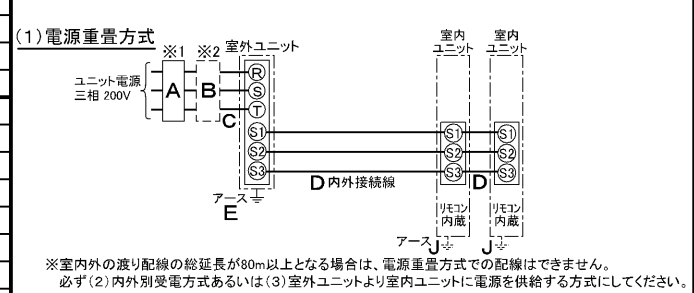 (1)電源重畳方式
※1 ※2 室外ユニット
室内
ユニット
室内
ユニット
ユニット電源
三相 200V
A
B
C
R
S
T
S1
S2
S3
S1
S2
S3
S1
S2
S3
D内外接続線
D
アース
E
リモコン
内蔵
リモコン
内蔵
アース J
J
※室内外の渡り配線の総延長が80m以上となる場合は、電源重畳方式での配線はできません。
必ず(2)内外別受電方式あるいは(3)室外ユニットより室内ユニットに電源を供給する方式にしてください。